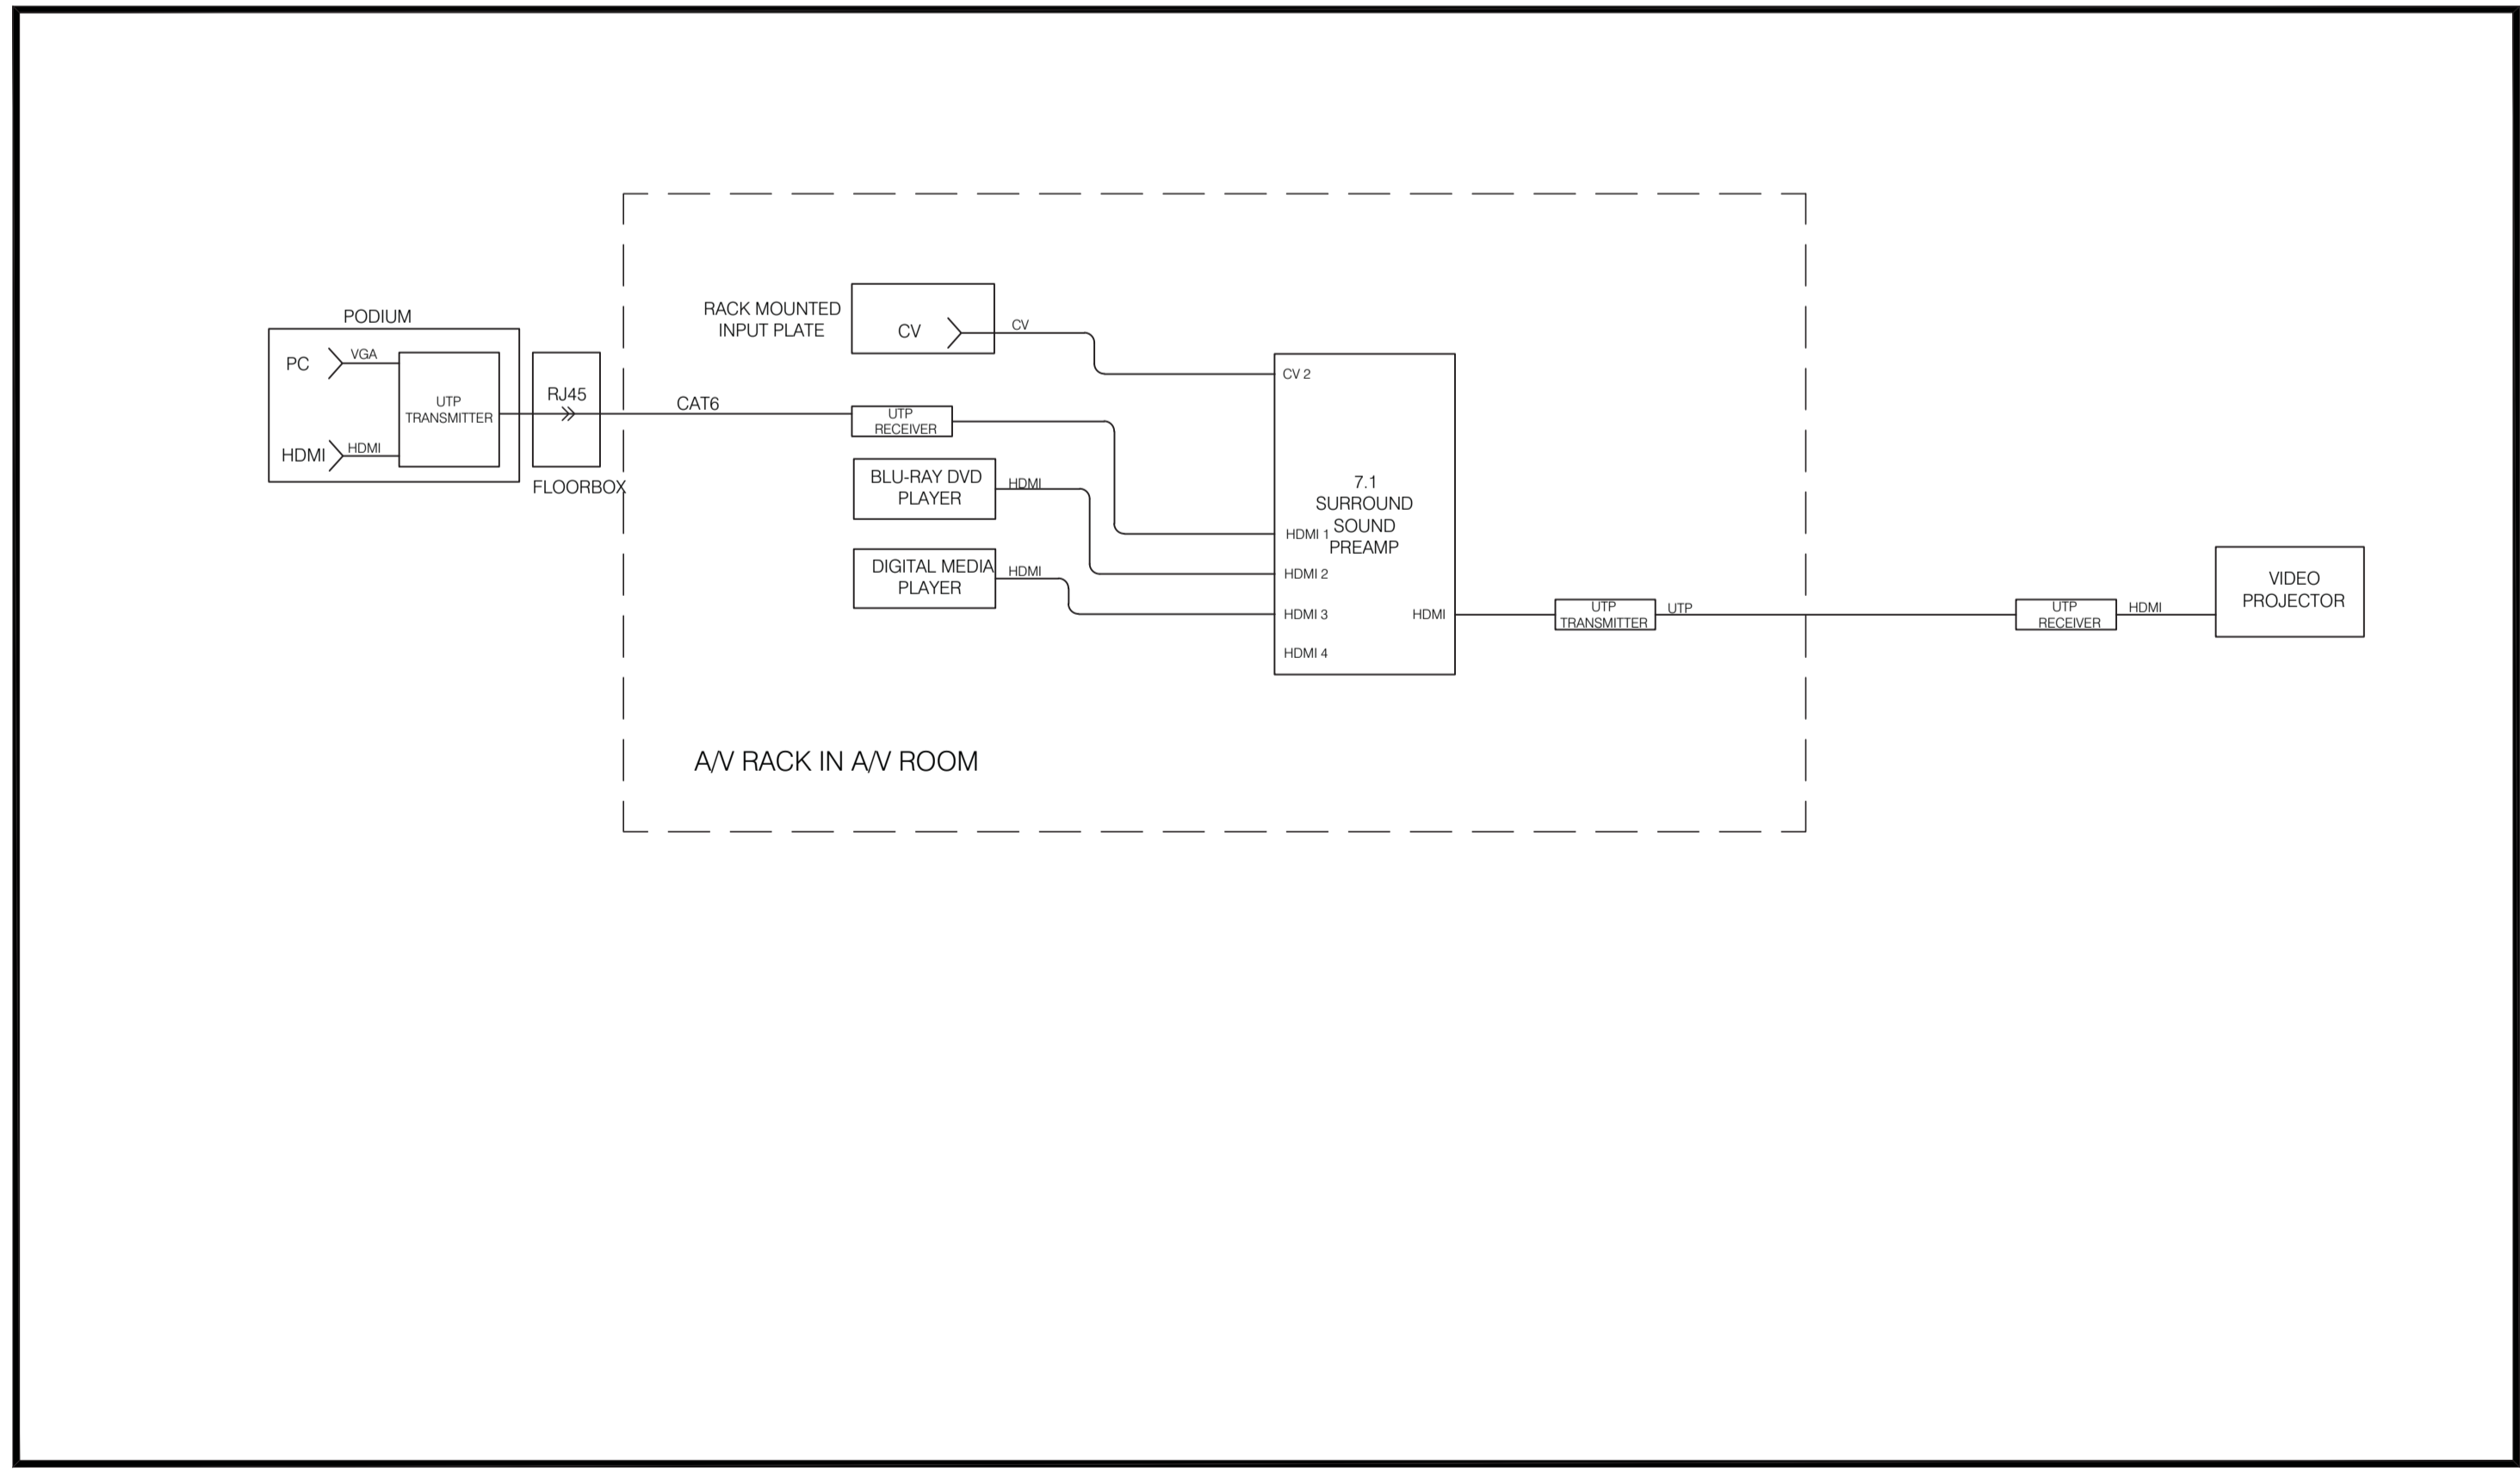 PODIUM
PC
VGA
UTP
TRANSMITTER
HDMI
HDMI
RJ45
FLOORBOX
CAT6
RACK MOUNTED
INPUT PLATE
CV
CV
UTP
RECEIVER
BLU-RAY DVD
PLAYER
HDMI
DIGITAL MEDIA
PLAYER
HDMI
CV 2
7.1
SURROUND
SOUND
PREAMP
HDMI 1
HDMI 2
HDMI 3
HDMI 4
HDMI
UTP
TRANSMITTER
UTP
UTP
RECEIVER
HDMI
VIDEO
PROJECTOR
A/V RACK IN A/V ROOM